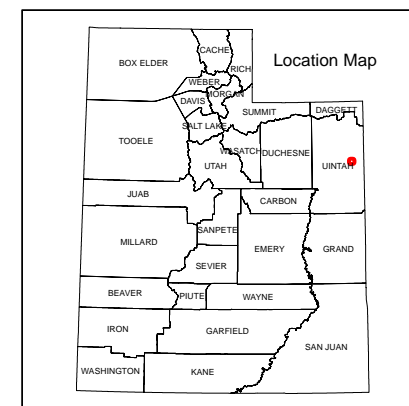 Location Map
BOX ELDER
CACHE
RICH
WEBER
MORGAN
DAVIS
SUMMIT
DAGGETT
SALT LAKE
TOOELE
WASATCH
DUCHESNE
UINTAH
UTAH
JUAB
CARBON
SANPETE
MILLARD
EMERY
GRAND
SEVIER
BEAVER
PIUTE
WAYNE
IRON
GARFIELD
SAN JUAN
WASHINGTON
KANE